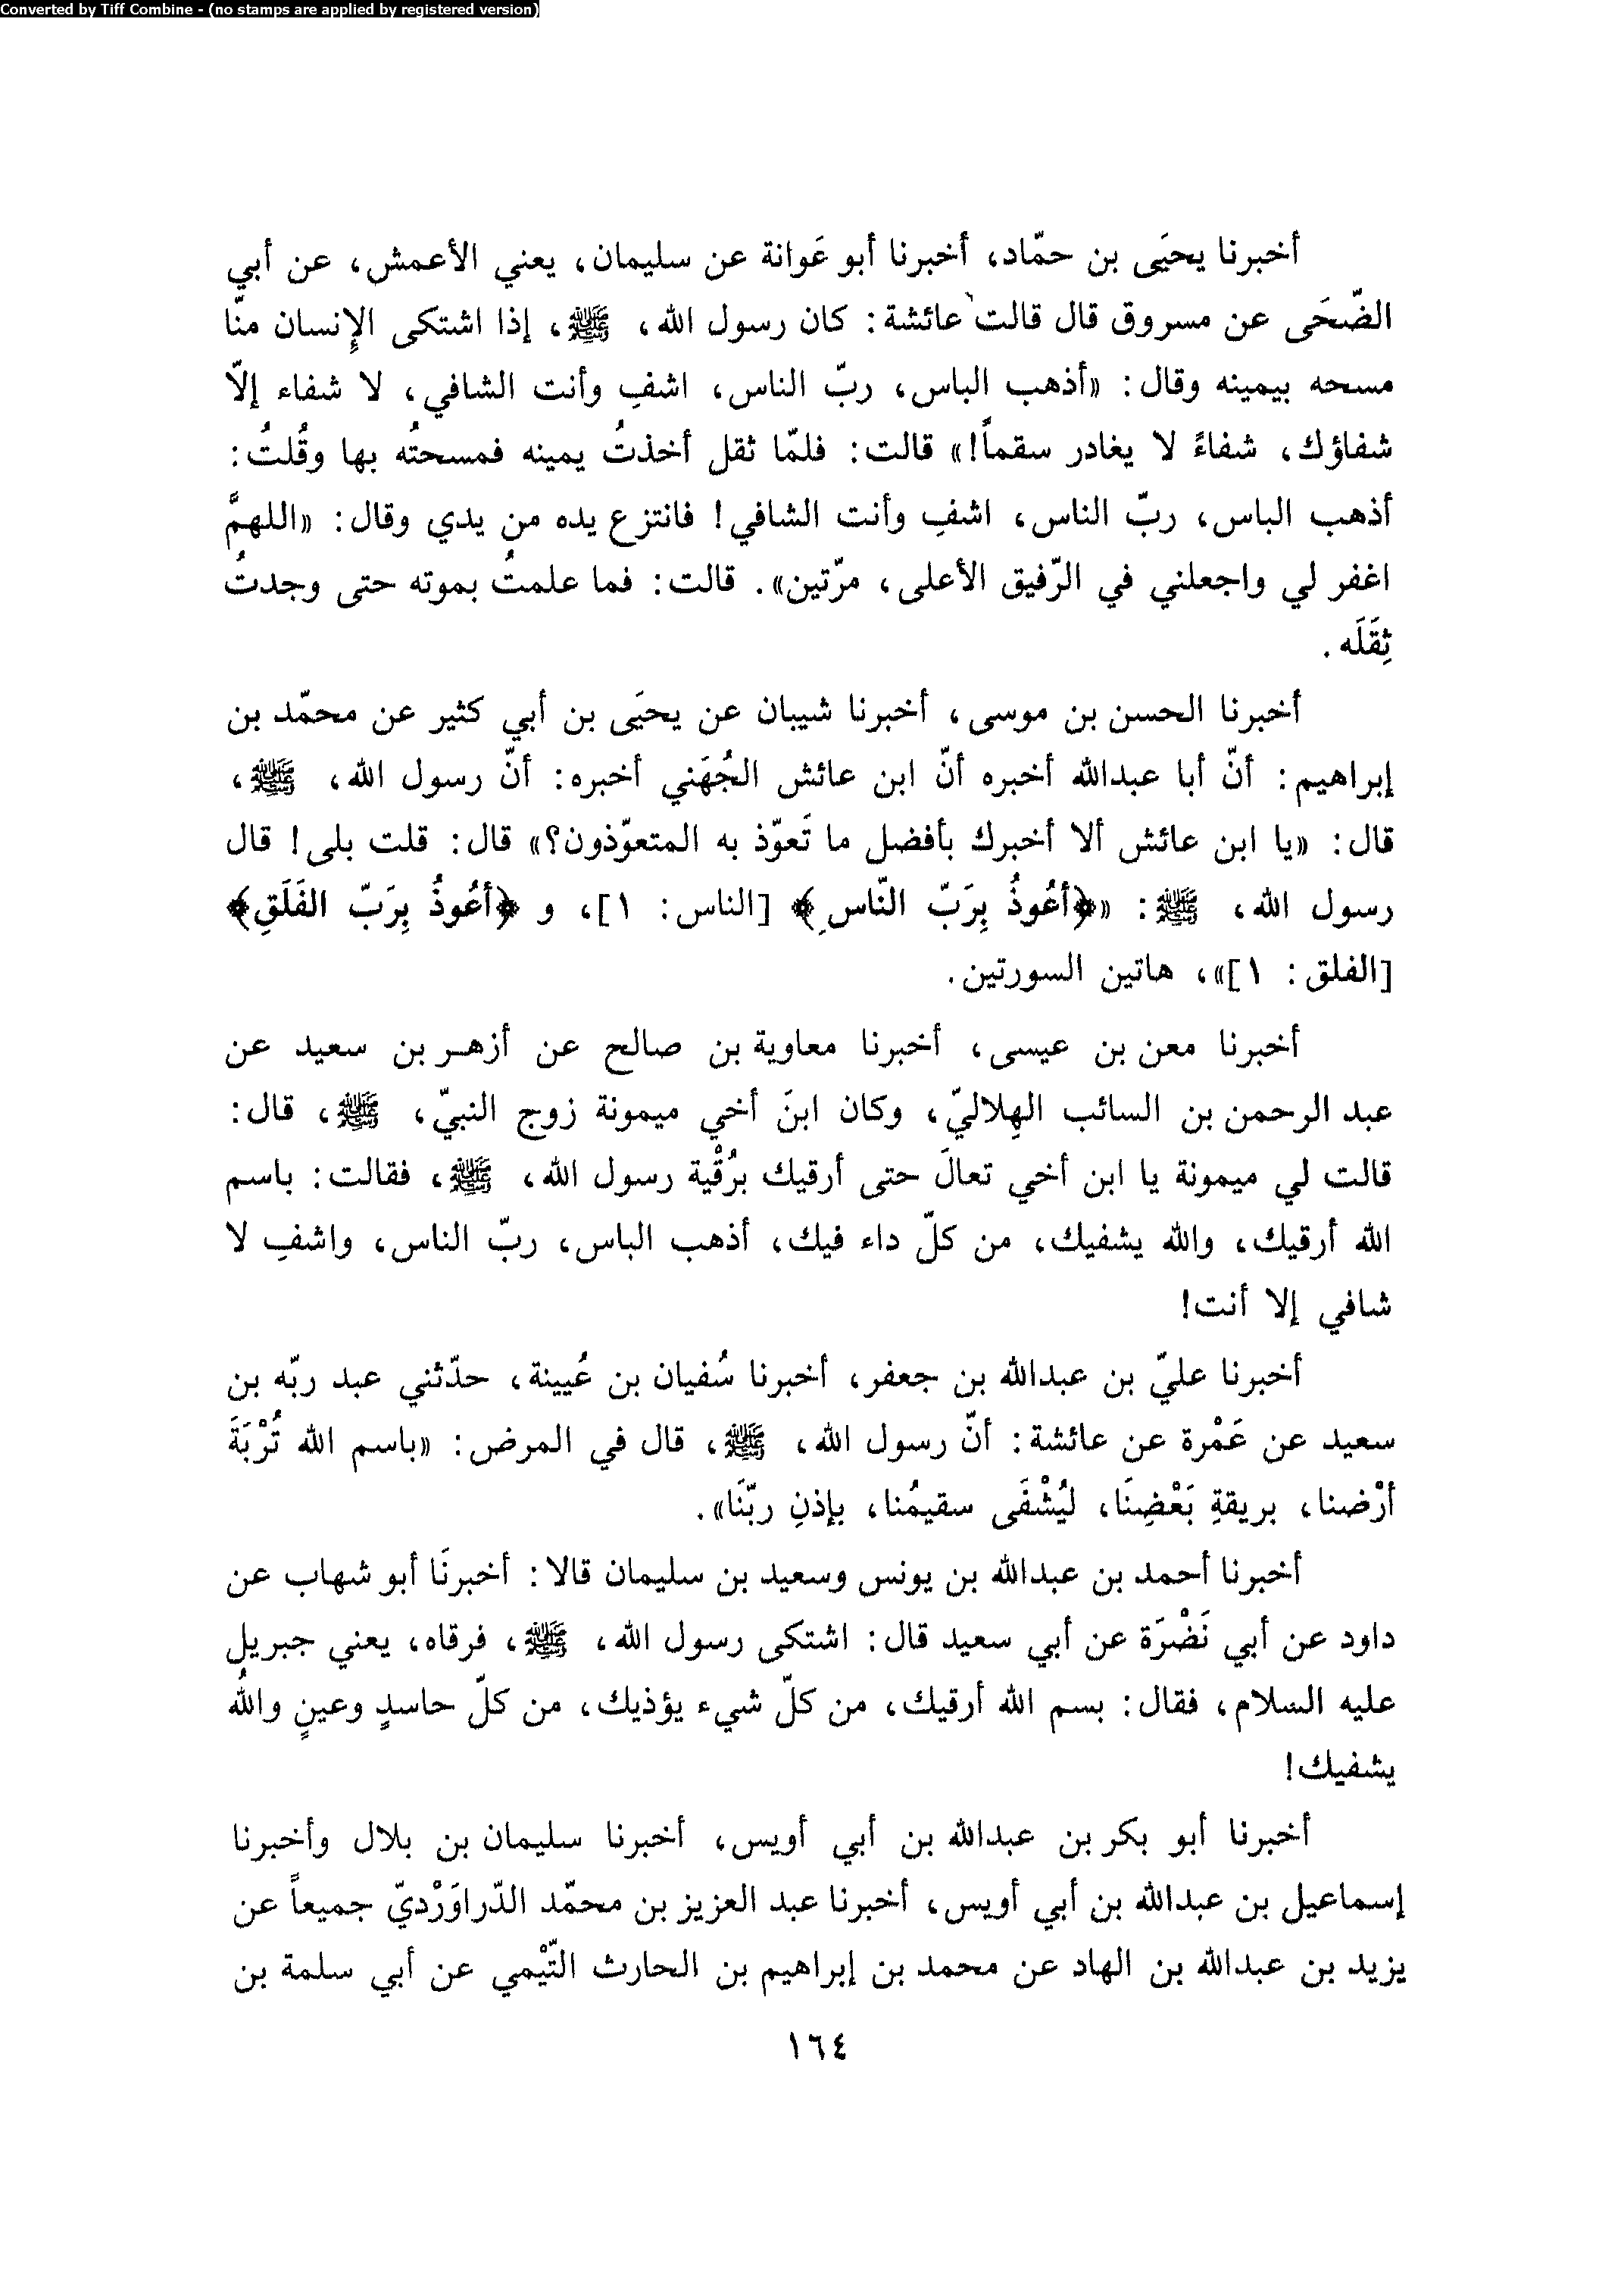 Converted by Tiff Combine - (no stamps are applied by registered version)
أخبرنا يحيَى بن حمّاد، أخبرنا أبو عَوانة عن سليمان، يعني الأعمش، عن أبي
الضّحَى عن مسروق قال قالت عائشة: كان رسول الله، ﷺ، إذا اشتكى الإِنسان منّا
مسحه بيمينه وقال: «أذهب الباس، ربّ الناس، اشفِ وأنت الشافي، لا شفاء إلّا
شفاؤك، شفاءً لا يغادر سقماً!» قالت: فلمّا ثقل أخذتُ يمينه فمسحتُه بها وقُلتُ:
أذهب الباس، ربّ الناس، اشفِ وأنت الشافي! فانتزع يده من يدي وقال: «اللهمَّ
اغفر لي واجعلني في الرّفيق الأعلى، مرّتين». قالت: فما علمتُ بموته حتى وجدتُ
ثِقَلَه.
أخبرنا الحسن بن موسى، أخبرنا شيبان عن يحيَى بن أبي كثير عن محمّد بن
إبراهيم: أنّ أبا عبدالله أخبره أنّ ابن عائش الجُهَني أخبره: أنّ رسول الله، ﷺ،
قال: «يا ابن عائش ألا أخبرك بأفضل ما تَعوّذ به المتعوّذون؟» قال: قلت بلى! قال
رسول الله، ﷺ: «﴿أعُوذُ بِرَبّ النّاسِ﴾ [الناس: ١]، و ﴿أعُوذُ بِرَبّ الفَلَقِ﴾
[الفلق: ١]»، هاتين السورتين.
أخبرنا معن بن عيسى، أخبرنا معاوية بن صالح عن أزهر بن سعيد عن
عبد الرحمن بن السائب الهِلاليّ، وكان ابنَ أخي ميمونة زوج النبيّ، ﷺ، قال:
قالت لي ميمونة يا ابن أخي تعالَ حتى أرقيك برُقْية رسول الله، ﷺ، فقالت: باسم
الله أرقيك، والله يشفيك، من كلّ داء فيك، أذهب الباس، ربّ الناس، واشفِ لا
شافي إلا أنت!
أخبرنا عليّ بن عبدالله بن جعفر، أخبرنا سُفيان بن عُيينة، حدّثني عبد ربّه بن
سعيد عن عَمْرة عن عائشة: أنّ رسول الله، ﷺ، قال في المرض: «باسم الله تُرْبَةَ
أرْضنا، بريقةِ بَعْضِنَا، ليُشْفَى سقيمُنا، بإذنِ ربّنَا».
أخبرنا أحمد بن عبدالله بن يونس وسعيد بن سليمان قالا: أخبرنَا أبو شهاب عن
داود عن أبي نَضْرَة عن أبي سعيد قال: اشتكى رسول الله، ﷺ، فرقاه، يعني جبريل
عليه السلام، فقال: بسم الله أرقيك، من كلّ شيء يؤذيك، من كلّ حاسدٍ وعينٍ واللهُ
يشفيك!
أخبرنا أبو بكر بن عبدالله بن أبي أويس، أخبرنا سليمان بن بلال وأخبرنا
إسماعيل بن عبدالله بن أبي أويس، أخبرنا عبد العزيز بن محمّد الدّراوَرْديّ جميعاً عن
يزيد بن عبدالله بن الهاد عن محمد بن إبراهيم بن الحارث التّيْمي عن أبي سلمة بن
١٦٤